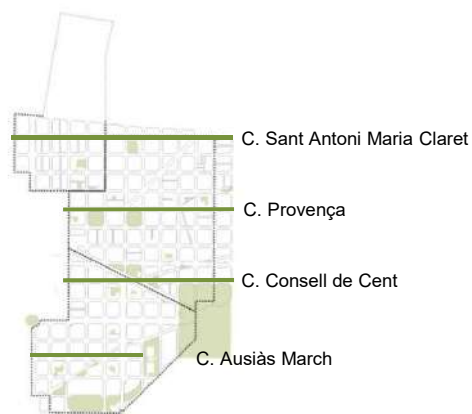 C. Sant Antoni Maria Claret
C. Provença
C. Consell de Cent
C. Ausiàs March